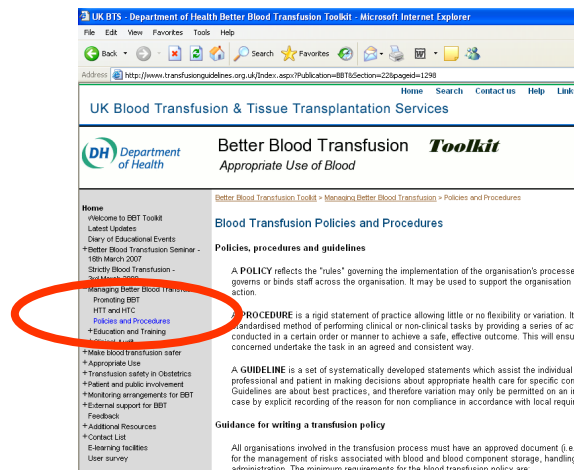 UK BTS - Department of Health Better Blood Transfusion Toolkit - Microsoft Internet Explorer
File Edit View Favorites Tools Help
Back Search Favorites
Address http://www.transfusionguidelines.org.uk/Index.aspx?Publication=BBT&Section=22&pageid=1298
Home Search Contact us Help Link
UK Blood Transfusion & Tissue Transplantation Services
DH Department of Health
Better Blood Transfusion Toolkit
Appropriate Use of Blood
Better Blood Transfusion Toolkit > Managing Better Blood Transfusion > Policies and Procedures
Home
Welcome to BBT Toolkit
Latest Updates
Diary of Educational Events
+Better Blood Transfusion Seminar -
16th March 2007
Strictly Blood Transfusion -
Managing Better Blood
Promoting BBT
HTT and HTC
Policies and Procedures
+Education and Training
+Make blood transfusion safer
+Appropriate Use
+Transfusion safety in Obstetrics
+Patient and public involvement
+Monitoring arrangements for BBT
+External support for BBT
Feedback
+Additional Resources
+Contact List
E-learning facilities
User survey
Blood Transfusion Policies and Procedures
Policies, procedures and guidelines
A POLICY reflects the "rules" governing the implementation of the organisation's processe
governs or binds staff across the organisation. It may be used to support the organisation
action.
A PROCEDURE is a rigid statement of practice allowing little or no flexibility or variation. It
standardised method of performing clinical or non-clinical tasks by providing a series of ac
conducted in a certain order or manner to achieve a safe, effective outcome. This will ensu
concerned undertake the task in an agreed and consistent way.
A GUIDELINE is a set of systematically developed statements which assist the individual
professional and patient in making decisions about appropriate health care for specific con
Guidelines are about best practices, and therefore variation may only be permitted on an i
case by explicit recording of the reason for non compliance in accordance with local requi
Guidance for writing a transfusion policy
All organisations involved in the transfusion process must have an approved document (i.e.
for the management of risks associated with blood and blood component storage, handling
administration. The minimum requirements for the blood transfusion policy are: